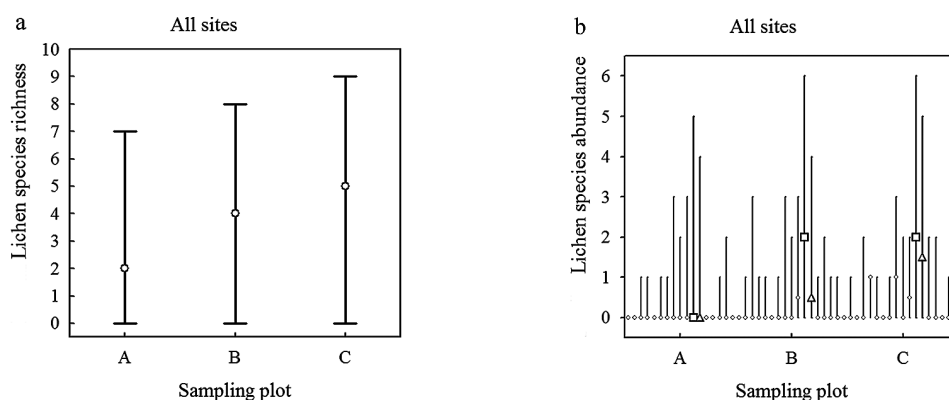 a
All sites
Lichen species richness
10
9
8
7
6
5
4
3
2
1
0
A B C
Sampling plot
b
All sites
Lichen species abundance
6
5
4
3
2
1
0
A B C
Sampling plot